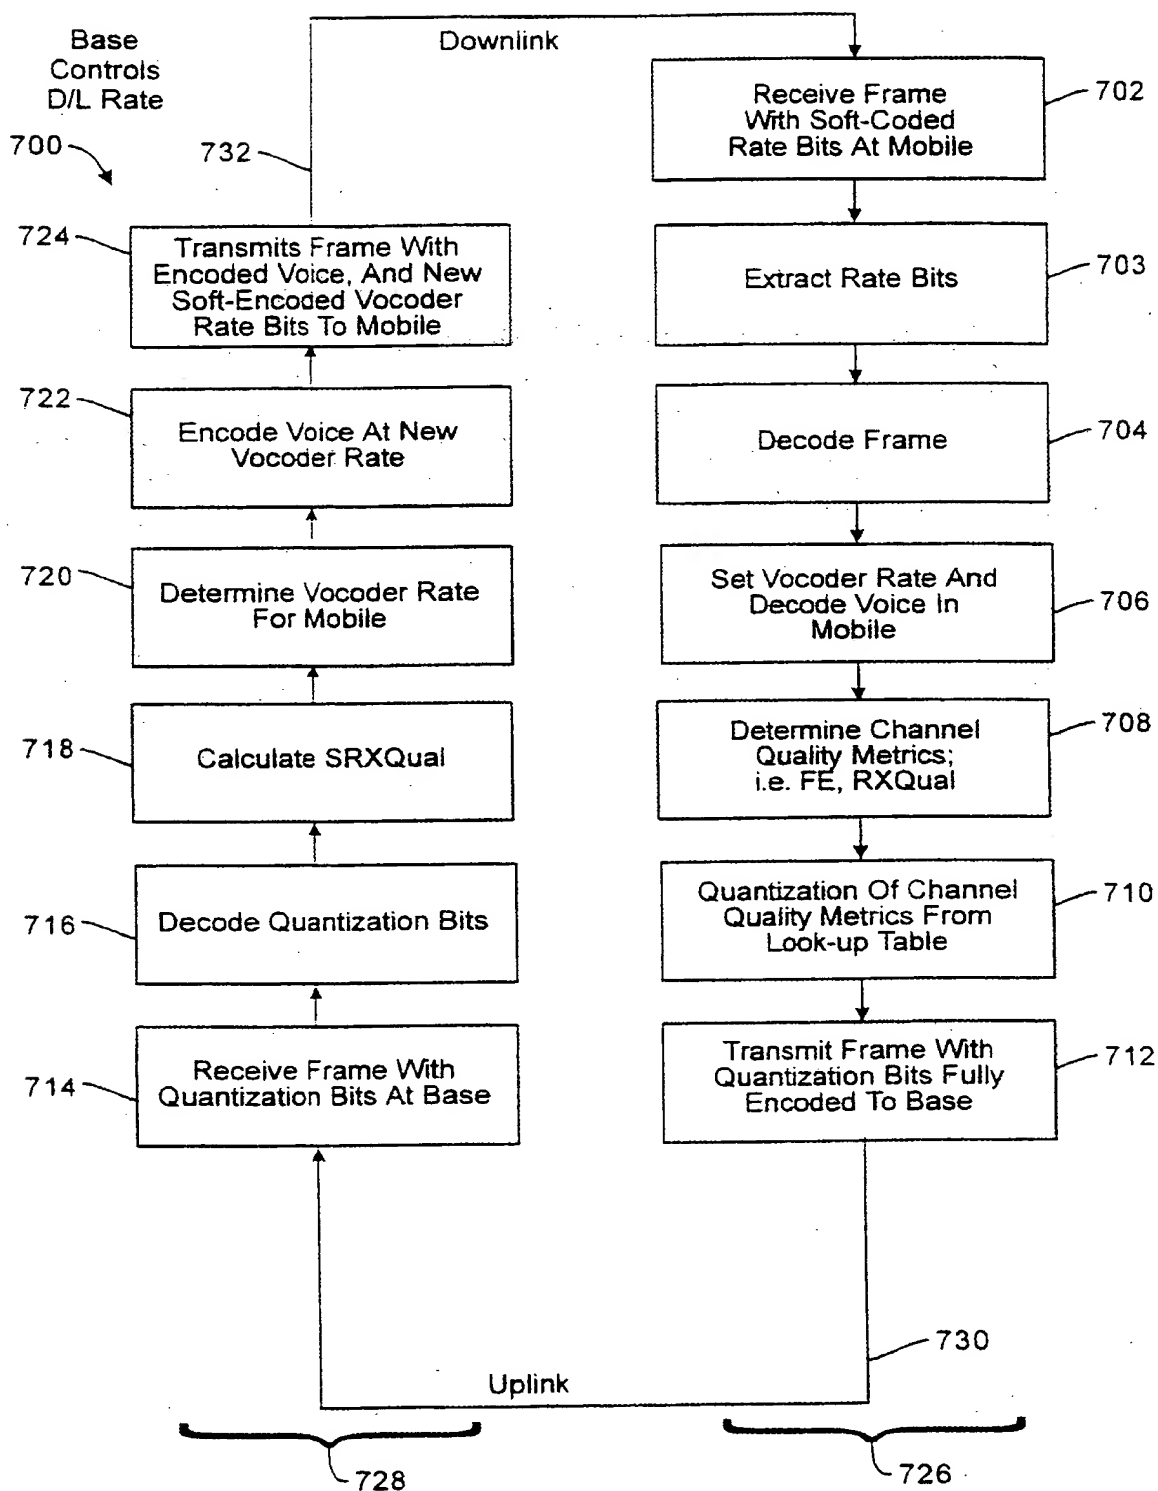 Base
Controls
D/L Rate
700
732
Downlink
724
Transmits Frame With
Encoded Voice, And New
Soft-Encoded Vocoder
Rate Bits To Mobile
722
Encode Voice At New
Vocoder Rate
720
Determine Vocoder Rate
For Mobile
718
Calculate SRXQual
716
Decode Quantization Bits
714
Receive Frame With
Quantization Bits At Base
Receive Frame
With Soft-Coded
Rate Bits At Mobile
702
Extract Rate Bits
703
Decode Frame
704
Set Vocoder Rate And
Decode Voice In
Mobile
706
Determine Channel
Quality Metrics;
i.e. FE, RXQual
708
Quantization Of Channel
Quality Metrics From
Look-up Table
710
Transmit Frame With
Quantization Bits Fully
Encoded To Base
712
730
Uplink
728
726